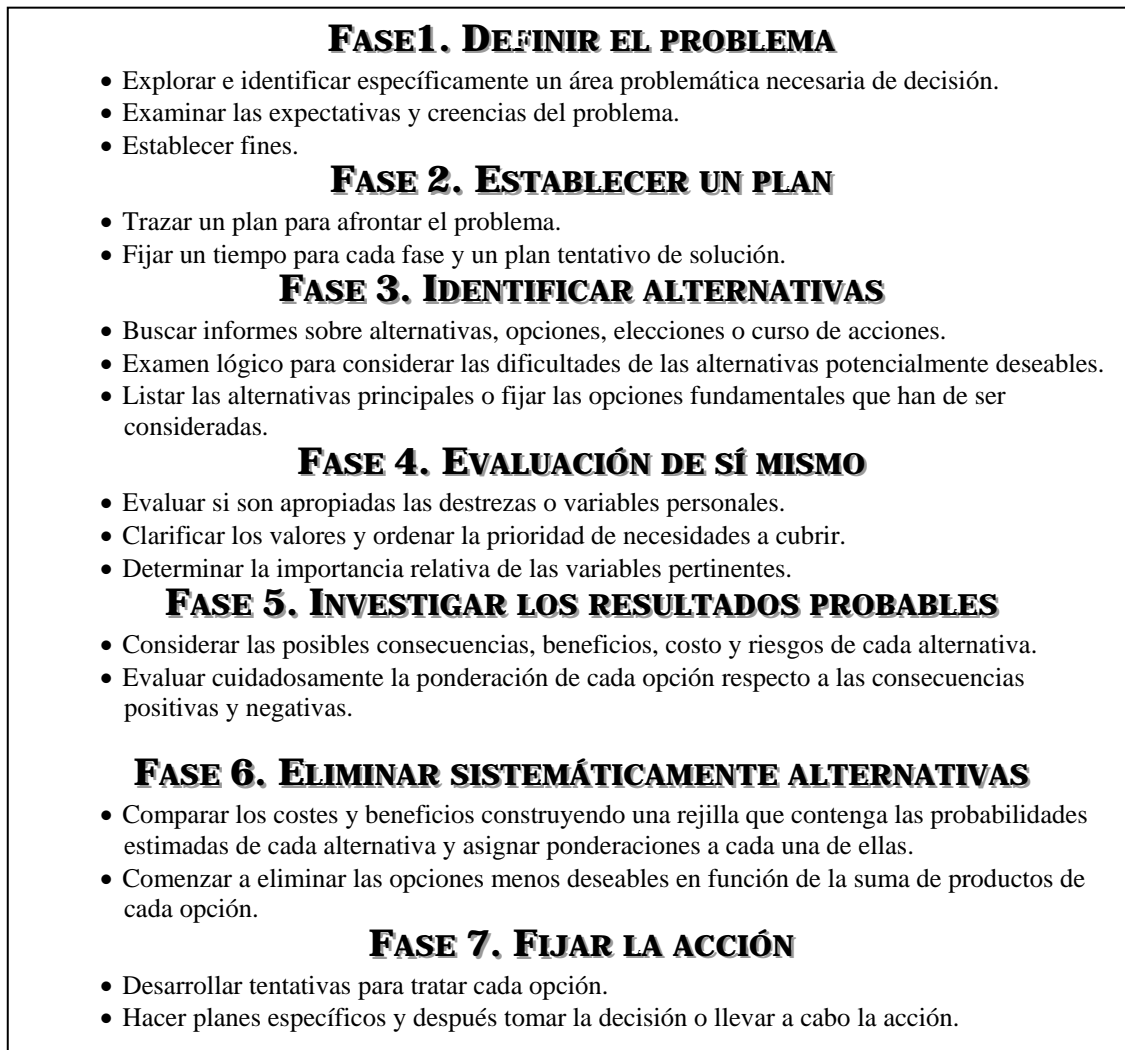 FASE1. DEFINIR EL PROBLEMA
• Explorar e identificar específicamente un área problemática necesaria de decisión.
• Examinar las expectativas y creencias del problema.
• Establecer fines.
FASE 2. ESTABLECER UN PLAN
• Trazar un plan para afrontar el problema.
• Fijar un tiempo para cada fase y un plan tentativo de solución.
FASE 3. IDENTIFICAR ALTERNATIVAS
• Buscar informes sobre alternativas, opciones, elecciones o curso de acciones.
• Examen lógico para considerar las dificultades de las alternativas potencialmente deseables.
• Listar las alternativas principales o fijar las opciones fundamentales que han de ser
consideradas.
FASE 4. EVALUACIÓN DE SÍ MISMO
• Evaluar si son apropiadas las destrezas o variables personales.
• Clarificar los valores y ordenar la prioridad de necesidades a cubrir.
• Determinar la importancia relativa de las variables pertinentes.
FASE 5. INVESTIGAR LOS RESULTADOS PROBABLES
• Considerar las posibles consecuencias, beneficios, costo y riesgos de cada alternativa.
• Evaluar cuidadosamente la ponderación de cada opción respecto a las consecuencias
positivas y negativas.
FASE 6. ELIMINAR SISTEMÁTICAMENTE ALTERNATIVAS
• Comparar los costes y beneficios construyendo una rejilla que contenga las probabilidades
estimadas de cada alternativa y asignar ponderaciones a cada una de ellas.
• Comenzar a eliminar las opciones menos deseables en función de la suma de productos de
cada opción.
FASE 7. FIJAR LA ACCIÓN
• Desarrollar tentativas para tratar cada opción.
• Hacer planes específicos y después tomar la decisión o llevar a cabo la acción.